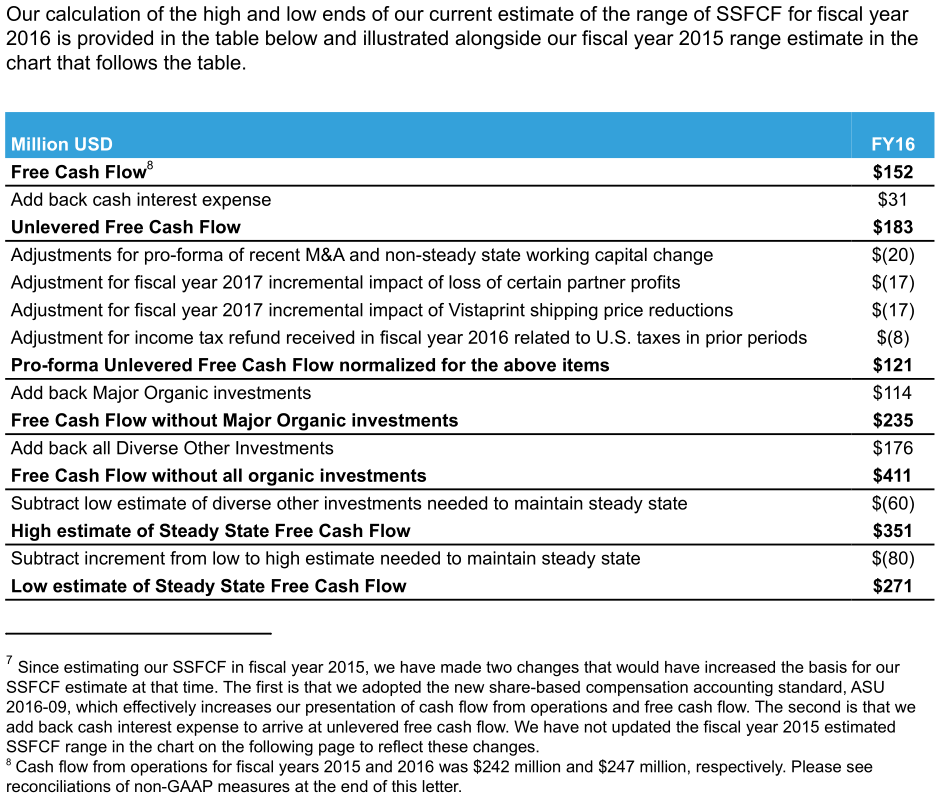 Our calculation of the high and low ends of our current estimate of the range of SSFCF for fiscal year
2016 is provided in the table below and illustrated alongside our fiscal year 2015 range estimate in the
chart that follows the table.
Million USD FY16
Free Cash Flow8 $152
Add back cash interest expense $31
Unlevered Free Cash Flow $183
Adjustments for pro-forma of recent M&A and non-steady state working capital change $(20)
Adjustment for fiscal year 2017 incremental impact of loss of certain partner profits $(17)
Adjustment for fiscal year 2017 incremental impact of Vistaprint shipping price reductions $(17)
Adjustment for income tax refund received in fiscal year 2016 related to U.S. taxes in prior periods $(8)
Pro-forma Unlevered Free Cash Flow normalized for the above items $121
Add back Major Organic investments $114
Free Cash Flow without Major Organic investments $235
Add back all Diverse Other Investments $176
Free Cash Flow without all organic investments $411
Subtract low estimate of diverse other investments needed to maintain steady state $(60)
High estimate of Steady State Free Cash Flow $351
Subtract increment from low to high estimate needed to maintain steady state $(80)
Low estimate of Steady State Free Cash Flow $271
7 Since estimating our SSFCF in fiscal year 2015, we have made two changes that would have increased the basis for our
SSFCF estimate at that time. The first is that we adopted the new share-based compensation accounting standard, ASU
2016-09, which effectively increases our presentation of cash flow from operations and free cash flow. The second is that we
add back cash interest expense to arrive at unlevered free cash flow. We have not updated the fiscal year 2015 estimated
SSFCF range in the chart on the following page to reflect these changes.
8 Cash flow from operations for fiscal years 2015 and 2016 was $242 million and $247 million, respectively. Please see
reconciliations of non-GAAP measures at the end of this letter.